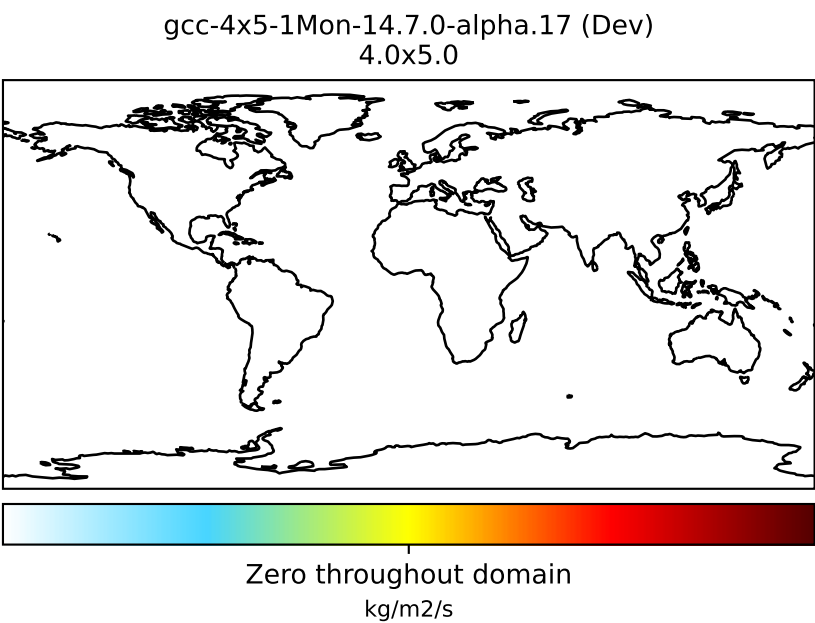 gcc-4x5-1Mon-14.7.0-alpha.17 (Dev)
4.0x5.0
Zero throughout domain
kg/m2/s